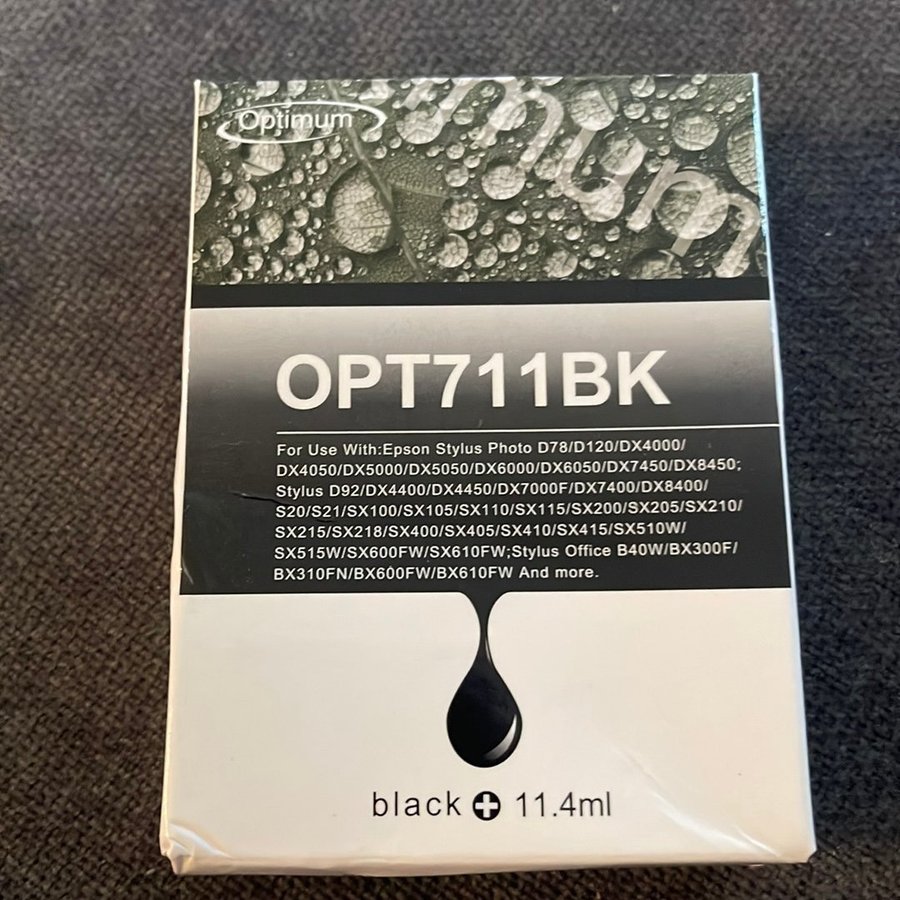 Optimum
imum
OPT711BK
For Use With:Epson Stylus Photo D78/D120/DX4000/
DX4050/DX5000/DX5050/DX6000/DX6050/DX7450/DX8450;
Stylus D92/DX4400/DX4450/DX7000F/DX7400/DX8400/
S20/S21/SX100/SX105/SX110/SX115/SX200/SX205/SX210/
SX215/SX218/SX400/SX405/SX410/SX415/SX510W/
SX515W/SX600FW/SX610FW;Stylus Office B40W/BX300F/
BX310FN/BX600FW/BX610FW And more.
black 11.4ml